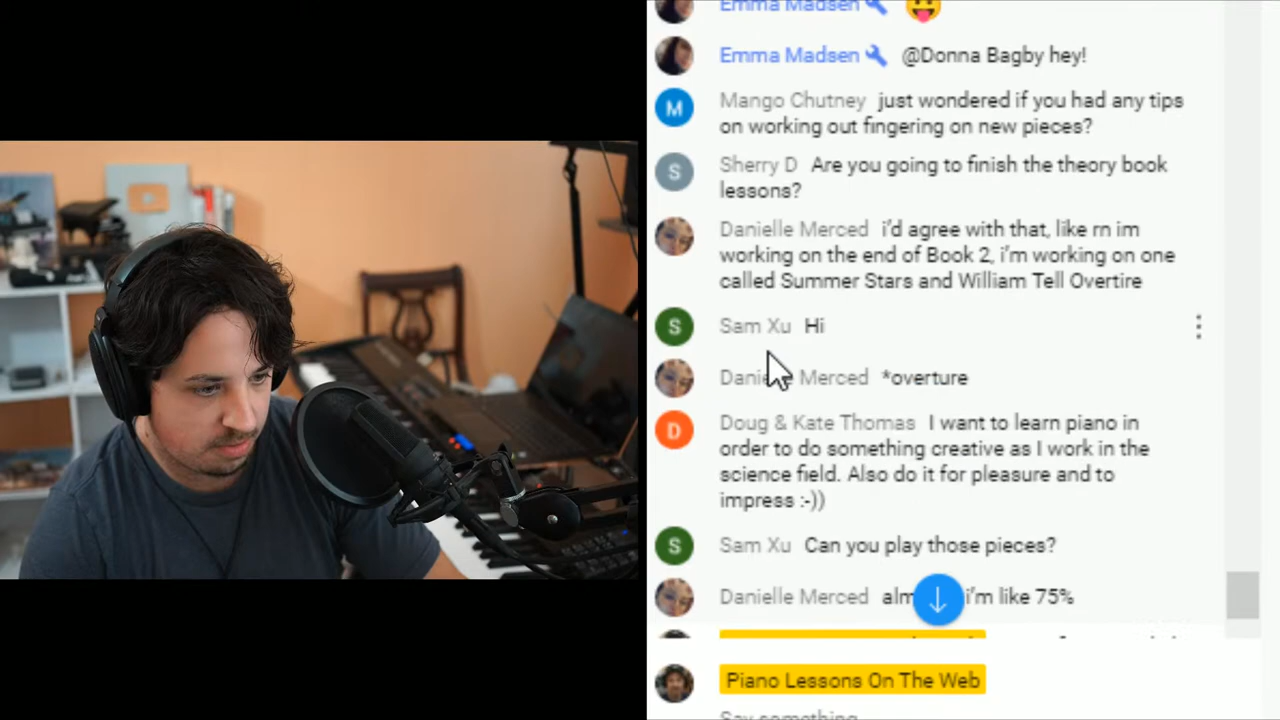 Emma Madsen
Emma Madsen @Donna Bagby hey!
M Mango Chutney just wondered if you had any tips
on working out fingering on new pieces?
S Sherry D Are you going to finish the theory book
lessons?
Danielle Merced i'd agree with that, like rn im
working on the end of Book 2, i'm working on one
called Summer Stars and William Tell Overtire
S Sam Xu Hi
Merced *overture
D Doug & Kate Thomas I want to learn piano in
order to do something creative as I work in the
science field. Also do it for pleasure and to
impress :-))
S Sam Xu Can you play those pieces?
Danielle Merced i'm like 75%
Piano Lessons On The Web
Say something